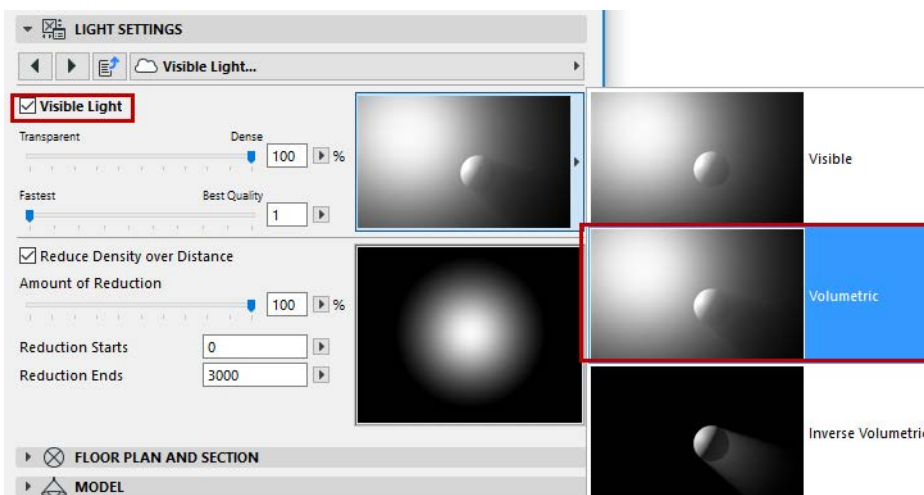 LIGHT SETTINGS
Visible Light...
Visible Light
Transparent Dense
100 %
Fastest Best Quality
1
Reduce Density over Distance
Amount of Reduction
100 %
Reduction Starts 0
Reduction Ends 3000
Visible
Volumetric
Inverse Volumetric
FLOOR PLAN AND SECTION
MODEL